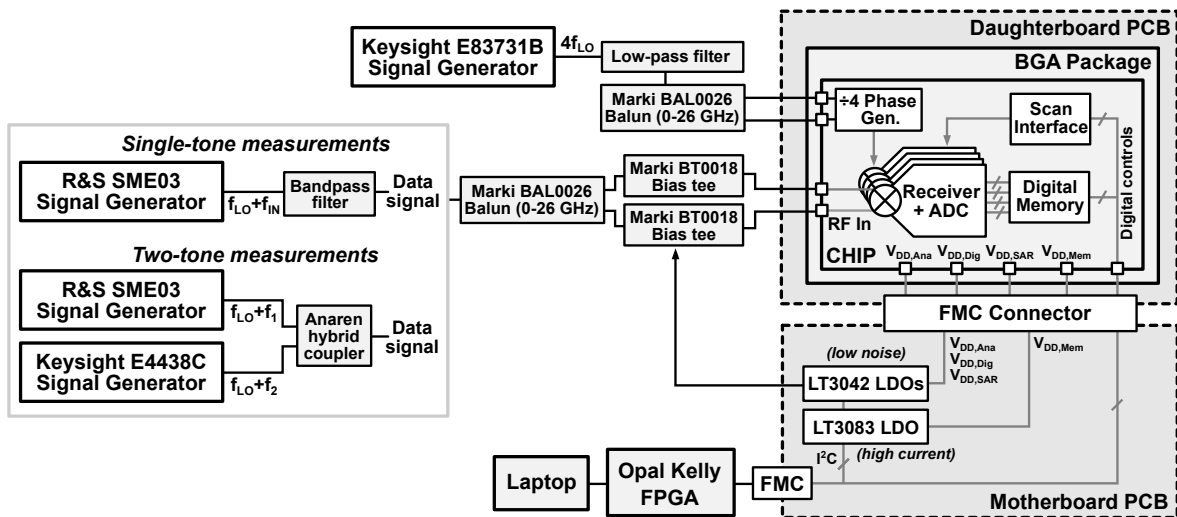 Daughterboard PCB
Keysight E83731B
Signal Generator
4fLO
Low-pass filter
BGA Package
Marki BAL0026
Balun (0-26 GHz)
÷4 Phase
Gen.
Scan
Interface
Single-tone measurements
R&S SME03
Signal Generator
fLO+fIN
Bandpass
filter
Data
signal
Marki BAL0026
Balun (0-26 GHz)
Marki BT0018
Bias tee
Marki BT0018
Bias tee
RF In
Receiver
+ ADC
Digital
Memory
Digital controls
CHIP
VDD,Ana
VDD,Dig
VDD,SAR
VDD,Mem
Two-tone measurements
R&S SME03
Signal Generator
fLO+f1
Keysight E4438C
Signal Generator
fLO+f2
Anaren
hybrid
coupler
Data
signal
FMC Connector
(low noise)
VDD,Ana
VDD,Dig
VDD,SAR
VDD,Mem
LT3042 LDOs
LT3083 LDO
I²C
(high current)
Laptop
Opal Kelly
FPGA
FMC
Motherboard PCB